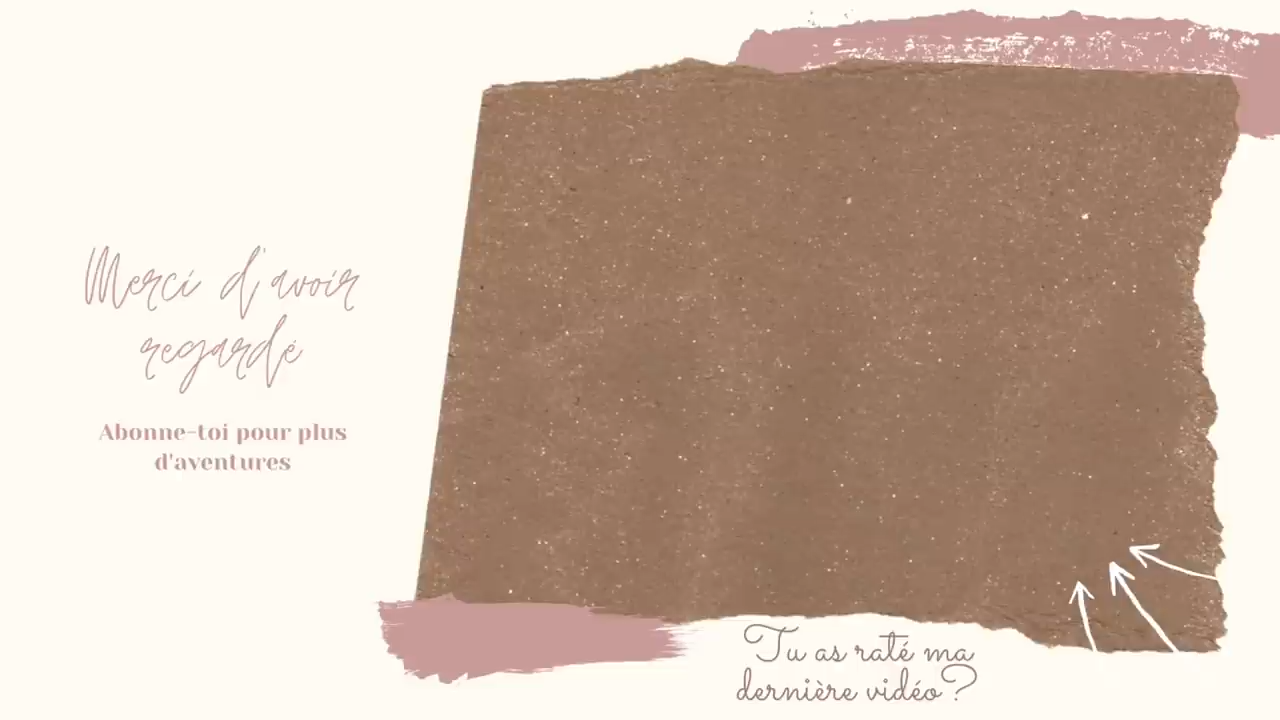 Merci d'avoir
regardé
Abonne-toi pour plus
d'aventures
Tu as raté ma
dernière vidéo?